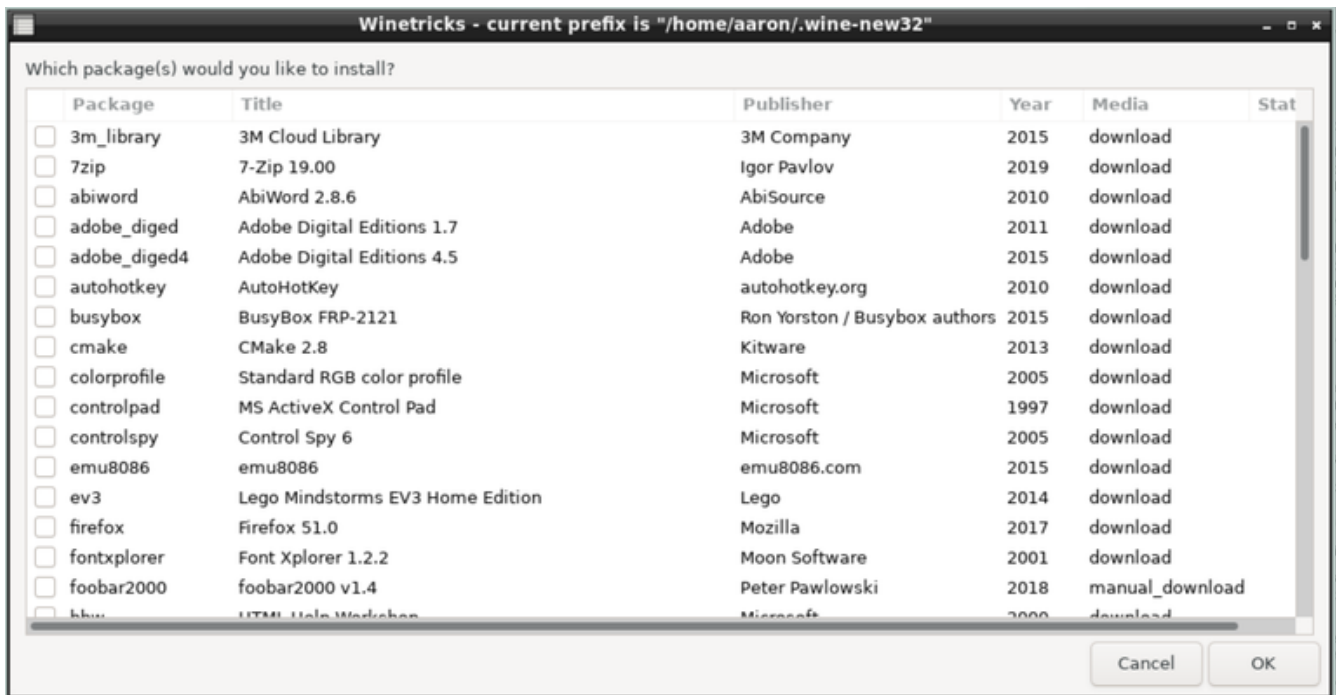 Winetricks - current prefix is "/home/aaron/.wine-new32"
Which package(s) would you like to install?
Package Title Publisher Year Media Stat
3m_library 3M Cloud Library 3M Company 2015 download
7zip 7-Zip 19.00 Igor Pavlov 2019 download
abiword AbiWord 2.8.6 AbiSource 2010 download
adobe_diged Adobe Digital Editions 1.7 Adobe 2011 download
adobe_diged4 Adobe Digital Editions 4.5 Adobe 2015 download
autohotkey AutoHotKey autohotkey.org 2010 download
busybox BusyBox FRP-2121 Ron Yorston / Busybox authors 2015 download
cmake CMake 2.8 Kitware 2013 download
colorprofile Standard RGB color profile Microsoft 2005 download
controlpad MS ActiveX Control Pad Microsoft 1997 download
controlspy Control Spy 6 Microsoft 2005 download
emu8086 emu8086 emu8086.com 2015 download
ev3 Lego Mindstorms EV3 Home Edition Lego 2014 download
firefox Firefox 51.0 Mozilla 2017 download
fontxplorer Font Xplorer 1.2.2 Moon Software 2001 download
foobar2000 foobar2000 v1.4 Peter Pawlowski 2018 manual_download
hhw HTML Help Workshop Microsoft 2000 download
Cancel OK